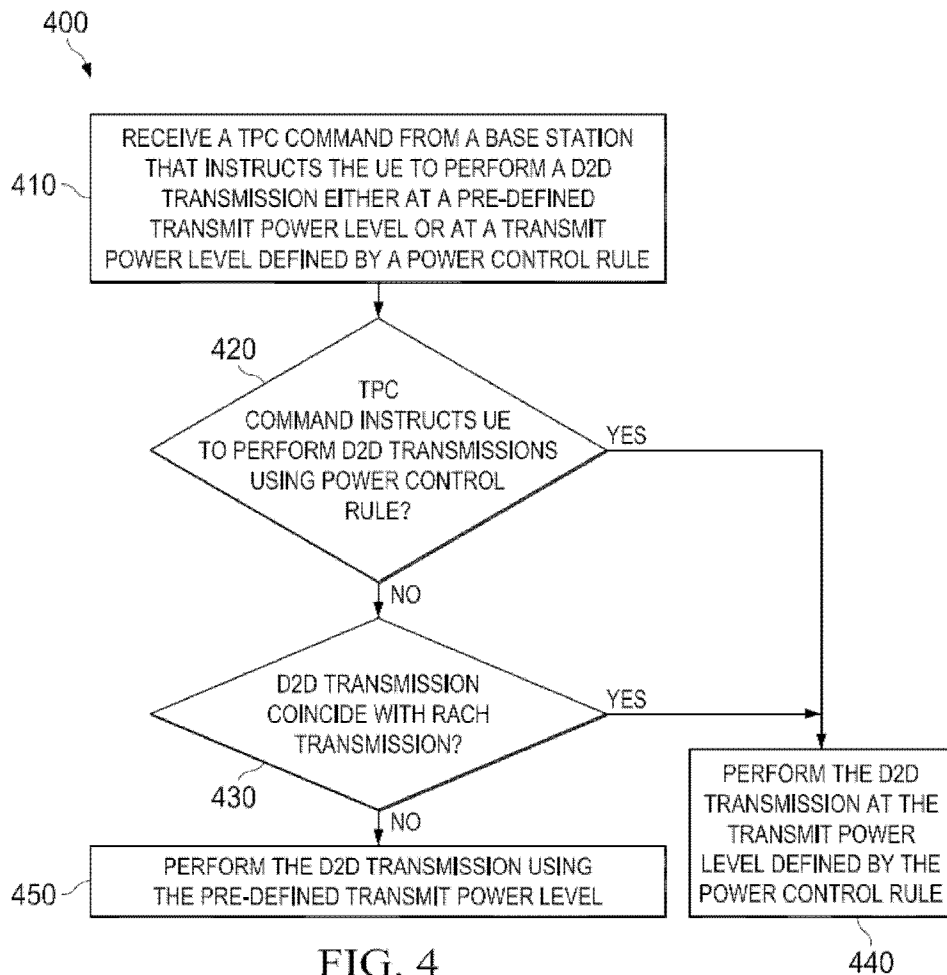 400
RECEIVE A TPC COMMAND FROM A BASE STATION
THAT INSTRUCTS THE UE TO PERFORM A D2D
TRANSMISSION EITHER AT A PRE-DEFINED
TRANSMIT POWER LEVEL OR AT A TRANSMIT
POWER LEVEL DEFINED BY A POWER CONTROL RULE
410
420
TPC
COMMAND INSTRUCTS UE
TO PERFORM D2D TRANSMISSIONS
USING POWER CONTROL
RULE?
YES
NO
D2D TRANSMISSION
COINCIDE WITH RACH
TRANSMISSION?
YES
430
NO
PERFORM THE D2D TRANSMISSION USING
THE PRE-DEFINED TRANSMIT POWER LEVEL
450
PERFORM THE D2D
TRANSMISSION AT THE
TRANSMIT POWER
LEVEL DEFINED BY THE
POWER CONTROL RULE
440
FIG. 4